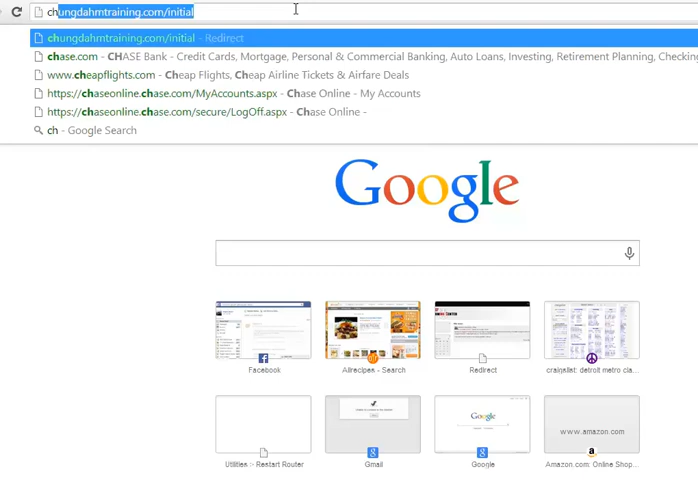 chungdahmtraining.com/initial
chungdahmtraining.com/initial - Redirect
chase.com - CHASE Bank - Credit Cards, Mortgage, Personal & Commercial Banking, Auto Loans, Investing, Retirement Planning, Checking
www.cheapflights.com - Cheap Flights, Cheap Airline Tickets & Airfare Deals
https://chaseonline.chase.com/MyAccounts.aspx - Chase Online - My Accounts
https://chaseonline.chase.com/secure/LogOff.aspx - Chase Online -
ch - Google Search
Google
Facebook
Allrecipes - Search
Redirect
craigslist: detroit metro cla...
Google
www.amazon.com
Utilities :- Restart Router
Gmail
Google
Amazon.com: Online Shop...